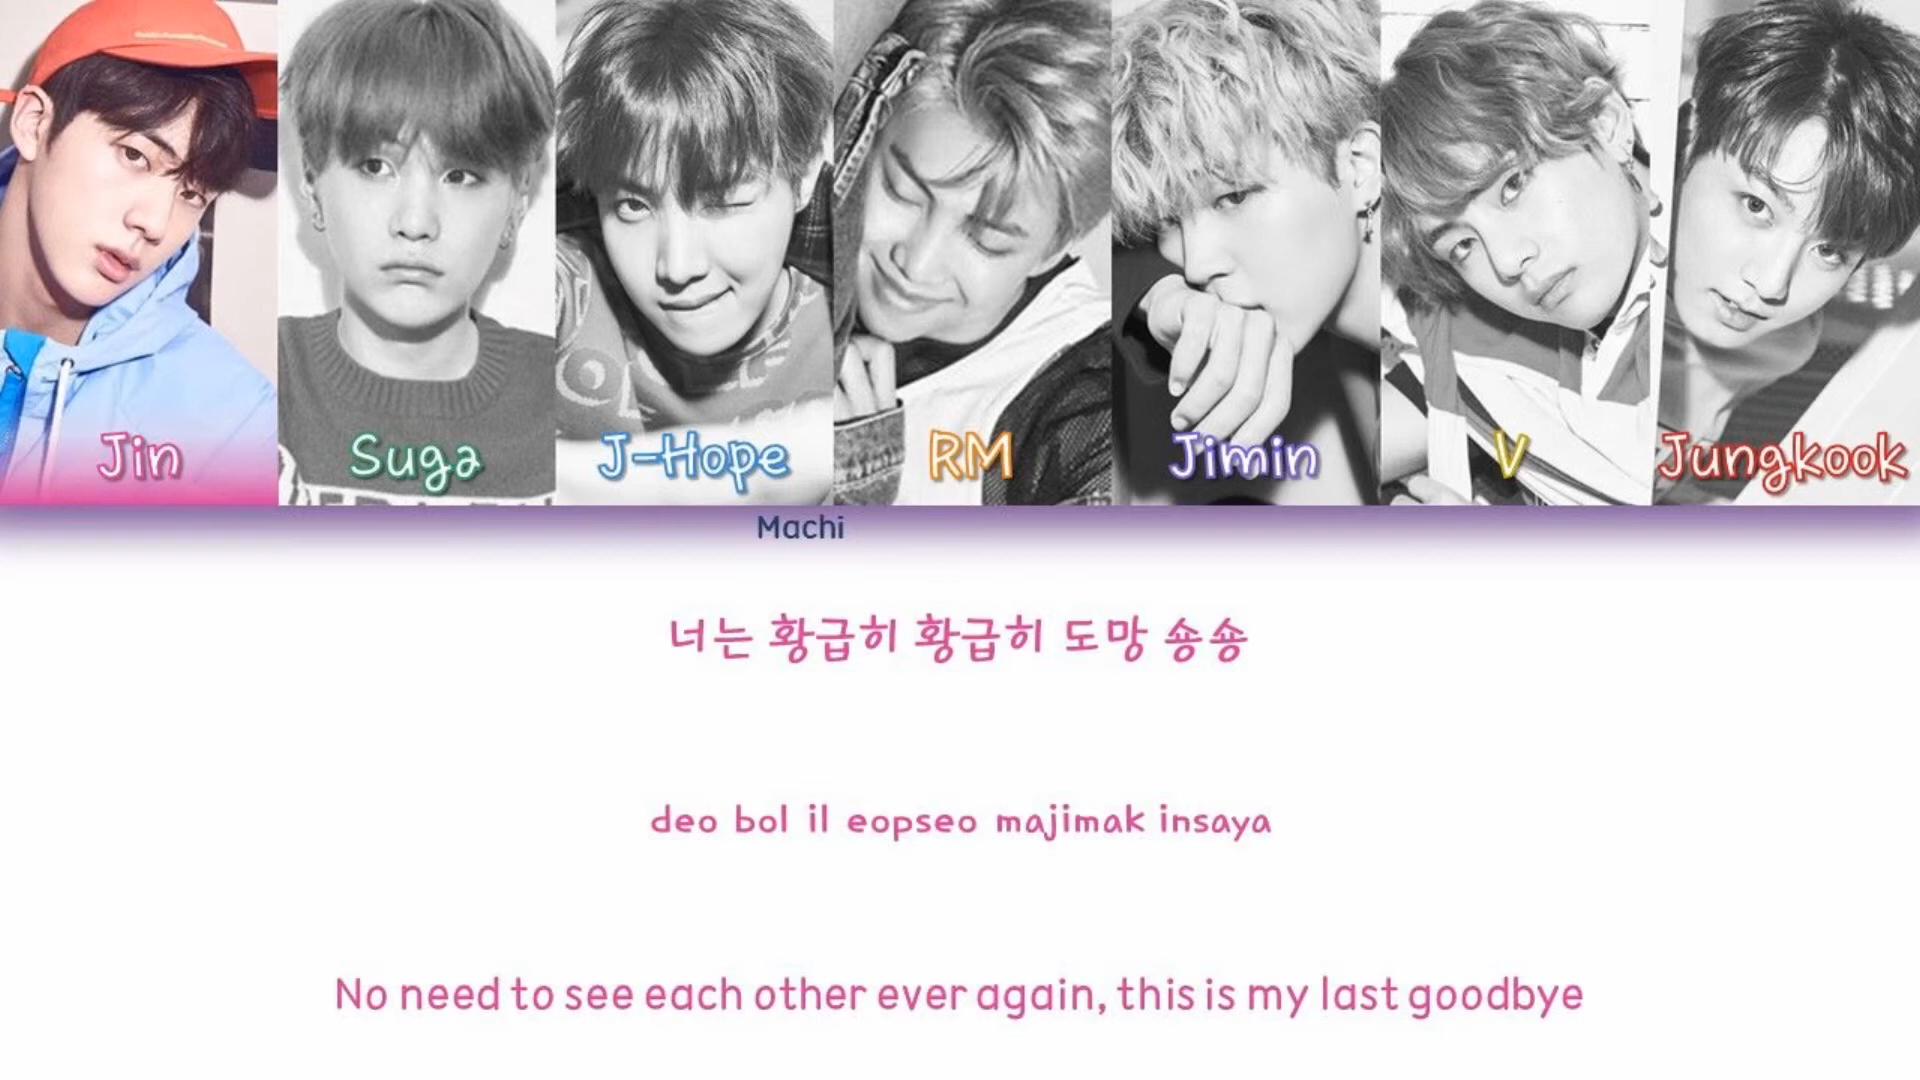 Jin
Suga
J-Hope
RM
Jimin
V
Jungkook
Machi
너는 황급히 황급히 도망 숑숑
deo bol il eopseo majimak insaya
No need to see each other ever again, this is my last goodbye